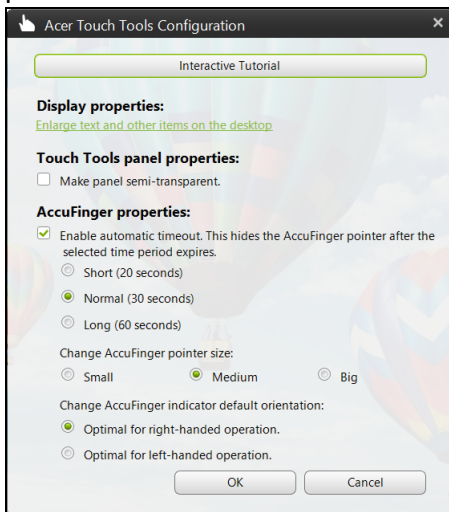 Acer Touch Tools Configuration
Interactive Tutorial
Display properties:
Enlarge text and other items on the desktop
Touch Tools panel properties:
Make panel semi-transparent.
AccuFinger properties:
Enable automatic timeout. This hides the AccuFinger pointer after the
selected time period expires.
Short (20 seconds)
Normal (30 seconds)
Long (60 seconds)
Change AccuFinger pointer size:
Small Medium Big
Change AccuFinger indicator default orientation:
Optimal for right-handed operation.
Optimal for left-handed operation.
OK Cancel